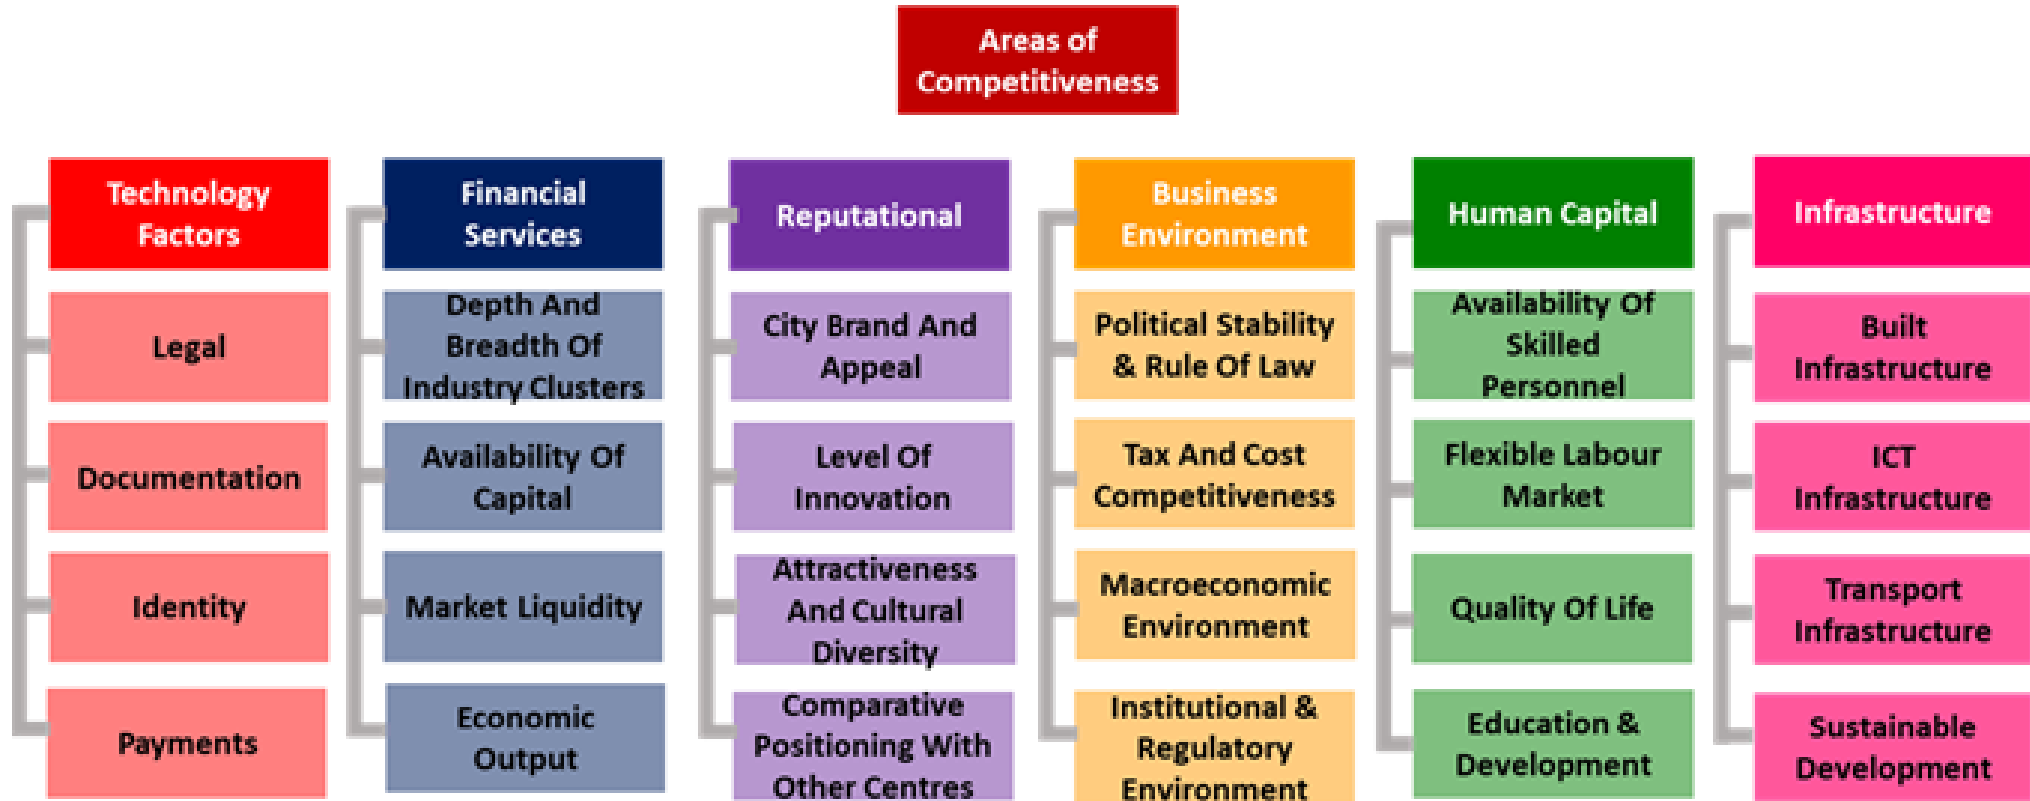 Areas of
Competitiveness
Technology
Factors
Legal
Documentation
Identity
Payments
Financial
Services
Depth And
Breadth Of
Industry Clusters
Availability Of
Capital
Market Liquidity
Economic
Output
Reputational
City Brand And
Appeal
Level Of
Innovation
Attractiveness
And Cultural
Diversity
Comparative
Positioning With
Other Centres
Business
Environment
Political Stability
& Rule Of Law
Tax And Cost
Competitiveness
Macroeconomic
Environment
Institutional &
Regulatory
Environment
Human Capital
Availability Of
Skilled
Personnel
Flexible Labour
Market
Quality Of Life
Education &
Development
Infrastructure
Built
Infrastructure
ICT
Infrastructure
Transport
Infrastructure
Sustainable
Development